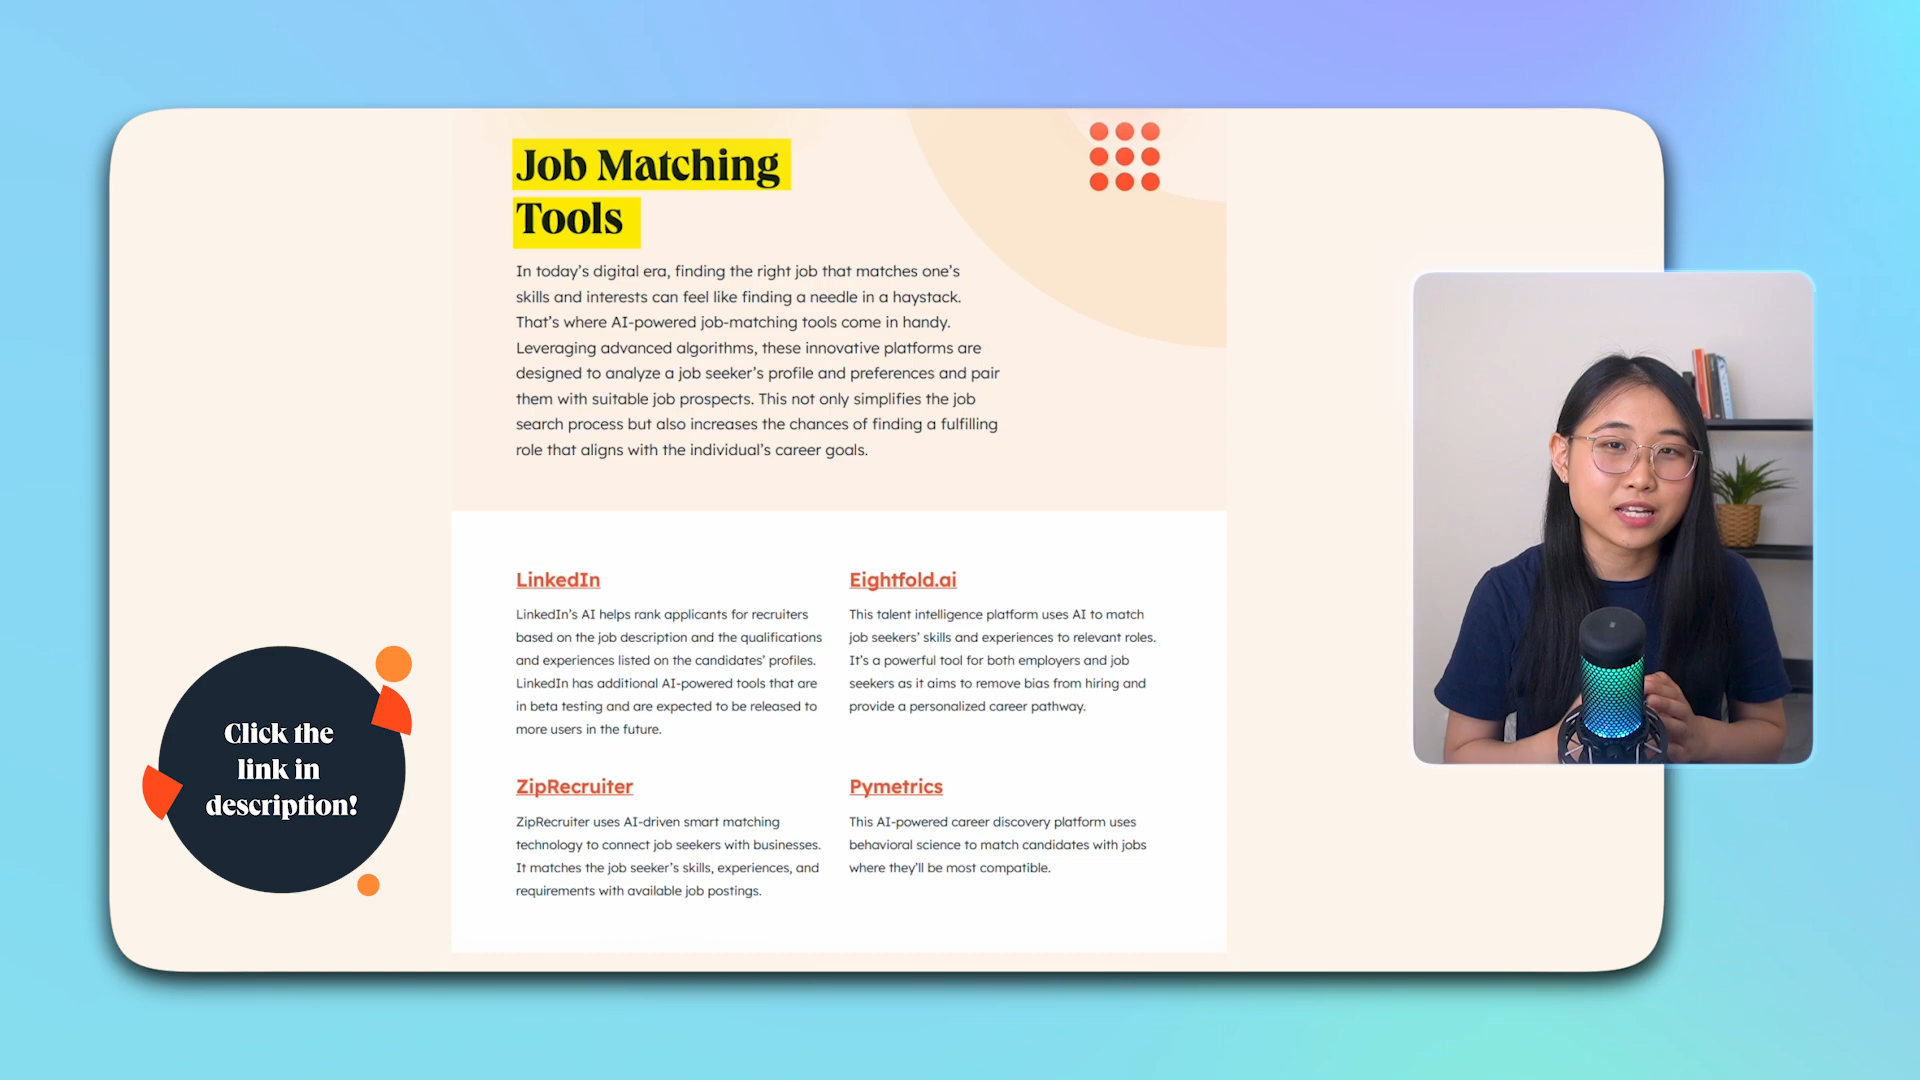 Job Matching
Tools
In today's digital era, finding the right job that matches one's
skills and interests can feel like finding a needle in a haystack.
That's where AI-powered job-matching tools come in handy.
Leveraging advanced algorithms, these innovative platforms are
designed to analyze a job seeker's profile and preferences and pair
them with suitable job prospects. This not only simplifies the job
search process but also increases the chances of finding a fulfilling
role that aligns with the individual's career goals.
LinkedIn
LinkedIn's AI helps rank applicants for recruiters
based on the job description and the qualifications
and experiences listed on the candidates' profiles.
LinkedIn has additional AI-powered tools that are
in beta testing and are expected to be released to
more users in the future.
Eightfold.ai
This talent intelligence platform uses AI to match
job seekers' skills and experiences to relevant roles.
It's a powerful tool for both employers and job
seekers as it aims to remove bias from hiring and
provide a personalized career pathway.
ZipRecruiter
ZipRecruiter uses AI-driven smart matching
technology to connect job seekers with businesses.
It matches the job seeker's skills, experiences, and
requirements with available job postings.
Pymetrics
This AI-powered career discovery platform uses
behavioral science to match candidates with jobs
where they'll be most compatible.
Click the
link in
description!